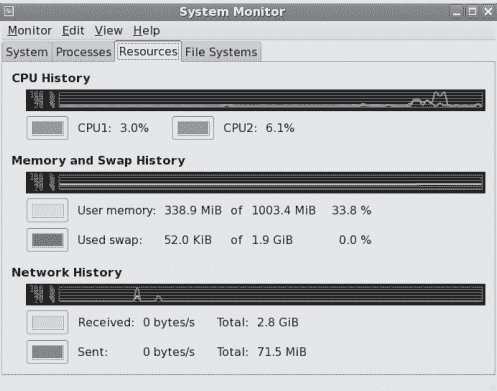 System Monitor
Monitor Edit View Help
System Processes Resources File Systems
CPU History
CPU1: 3.0% CPU2: 6.1%
Memory and Swap History
User memory: 338.9 MiB of 1003.4 MiB 33.8 %
Used swap: 52.0 KiB of 1.9 GiB 0.0 %
Network History
Received: 0 bytes/s Total: 2.8 GiB
Sent: 0 bytes/s Total: 71.5 MiB